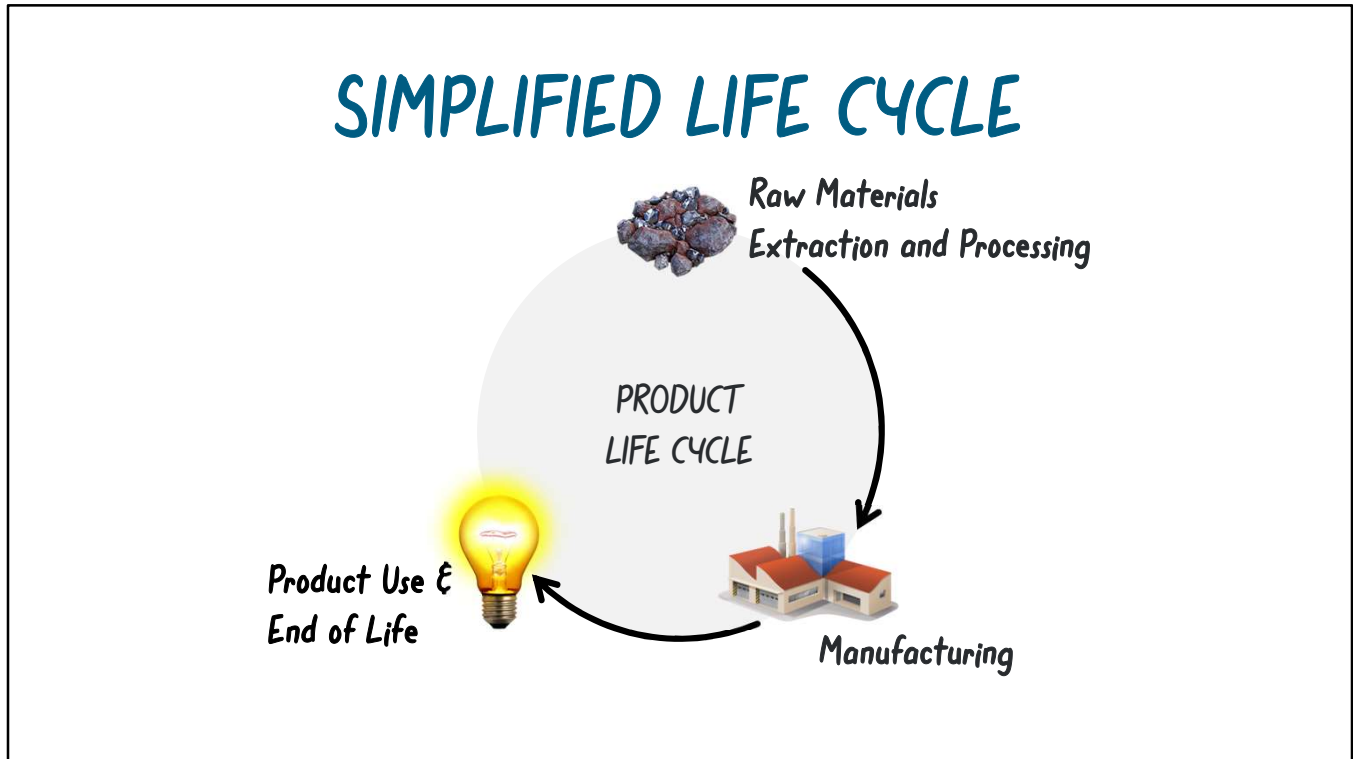 SIMPLIFIED LIFE CYCLE
Raw Materials
Extraction and Processing
PRODUCT
LIFE CYCLE
Product Use &
End of Life
Manufacturing